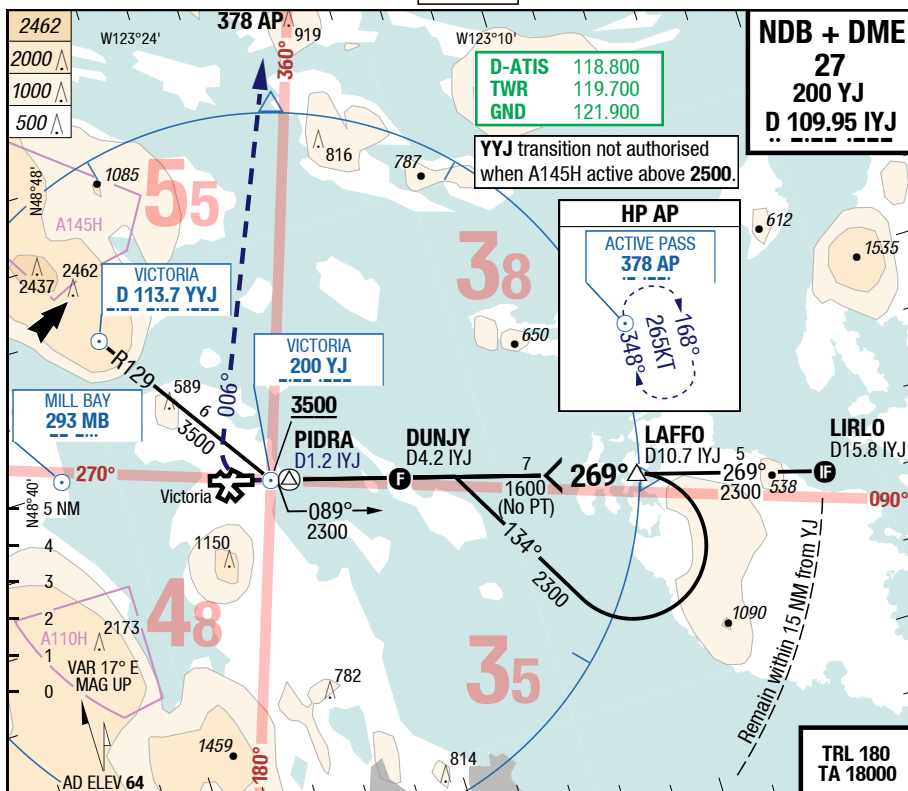 2462
2000
1000
500
W123°24'
378 AP
919
360°
W123°10'
D-ATIS 118.800
TWR 119.700
GND 121.900
NDB + DME
27
200 YJ
D 109.95 IYJ
YYJ transition not authorised
when A145H active above 2500.
816
787
1085
N48°48'
A145H
55
38
612
1535
HP AP
ACTIVE PASS
378 AP
168°
265KT
348°
2437
2462
VICTORIA
D 113.7 YYJ
650
VICTORIA
200 YJ
R129
589
6
3500
006°
MILL BAY
293 MB
3500
PIDRA
D1.2 IYJ
DUNJY
D4.2 IYJ
LAFFO
D10.7 IYJ
LIRLO
D15.8 IYJ
270°
Victoria
F
7
1600
(No PT)
269°
5
269°
2300
538
IF
090°
N48°40'
5 NM
4
3
2
1
0
089°
2300
134°
2300
1150
48
35
1090
A110H
2173
VAR 17° E
MAG UP
782
1459
180°
814
AD ELEV 64
Remain within 15 NM from YJ
TRL 180
TA 18000